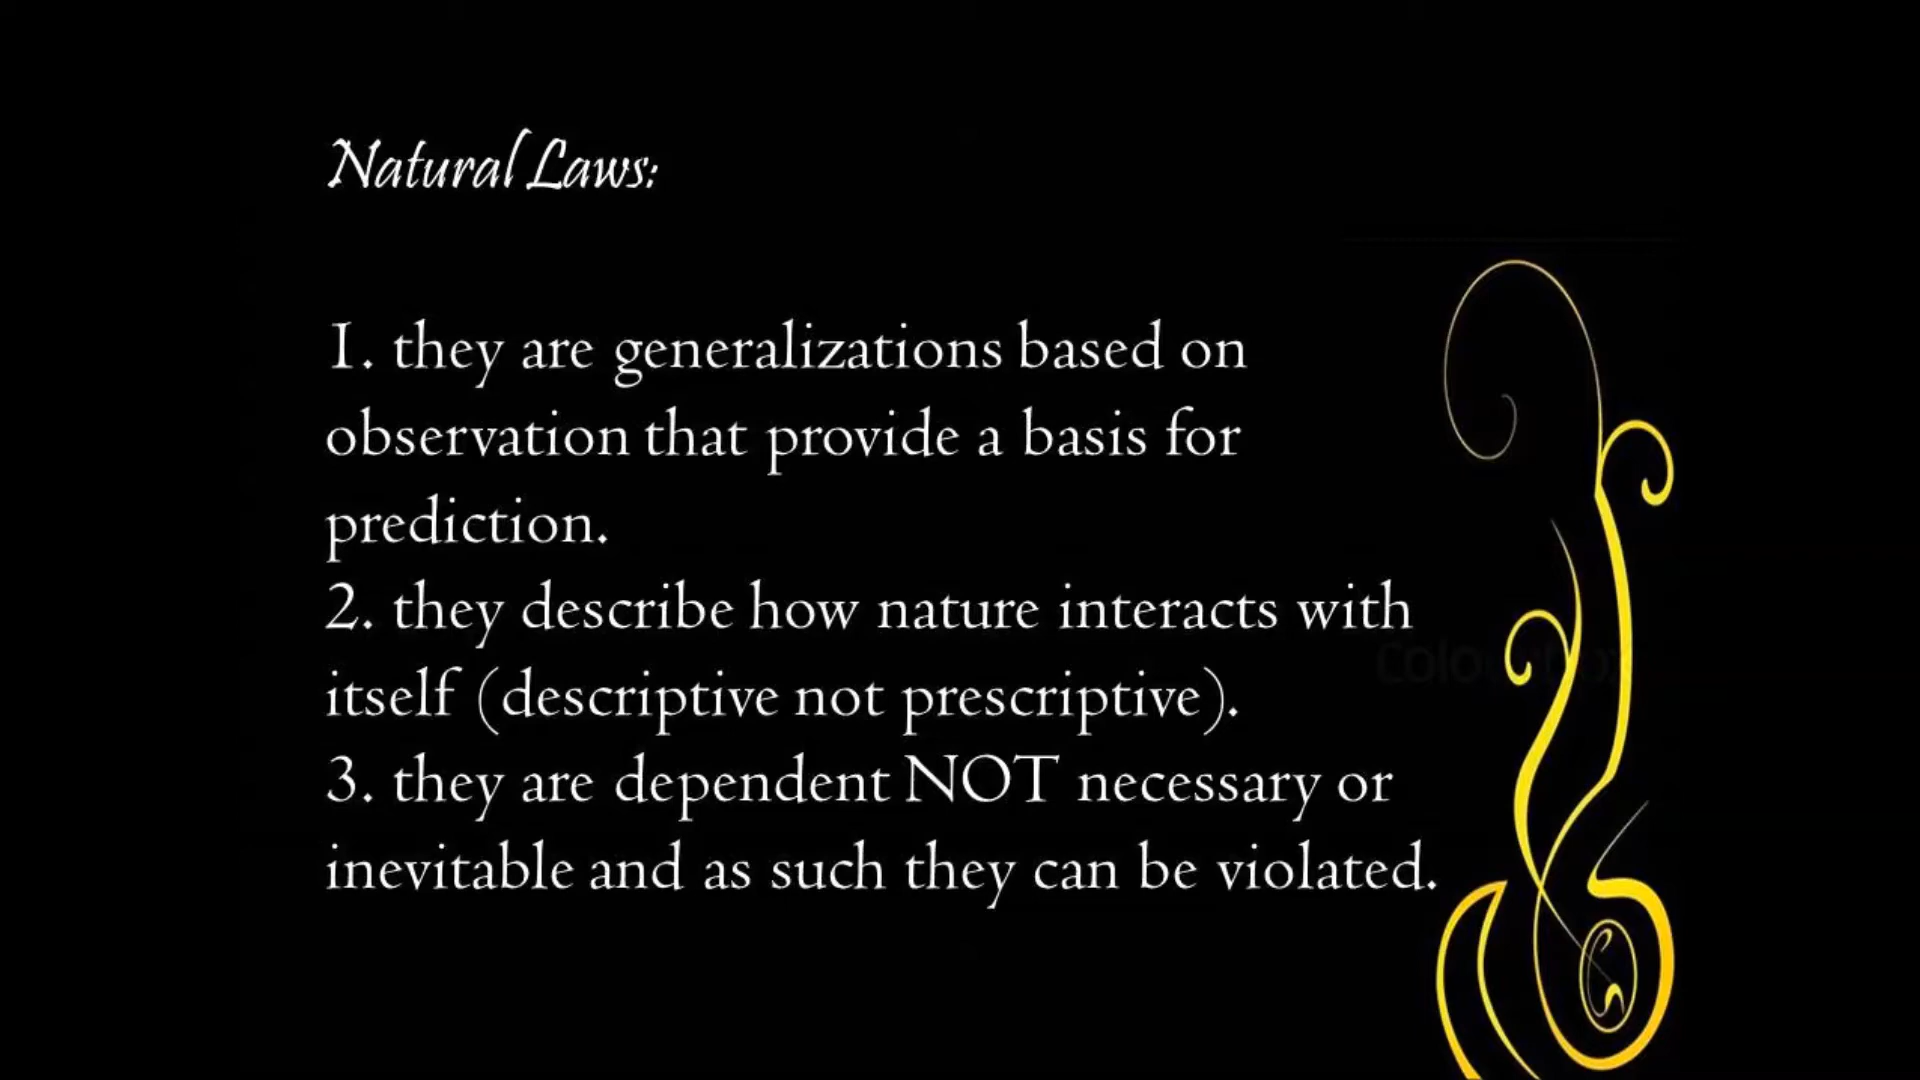 Natural Laws:
1. they are generalizations based on
observation that provide a basis for
prediction.
2. they describe how nature interacts with
itself (descriptive not prescriptive).
3. they are dependent NOT necessary or
inevitable and as such they can be violated.